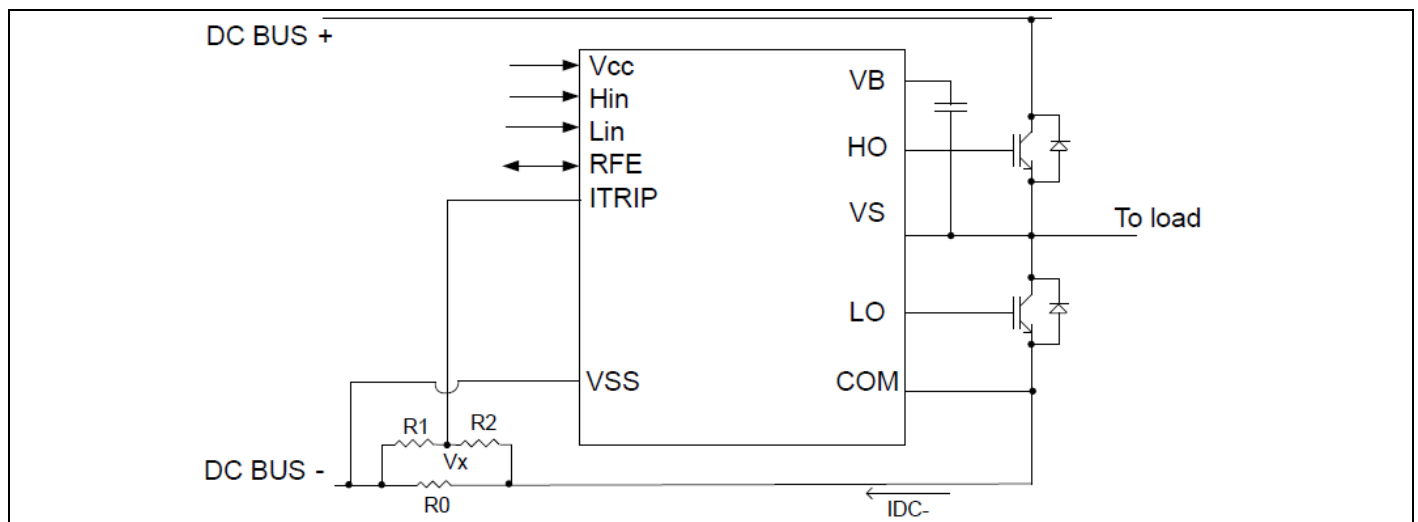 DC BUS +
Vcc
Hin
Lin
RFE
ITRIP
VSS
VB
HO
VS
LO
COM
To load
R1
R2
Vx
DC BUS -
R0
IDC-